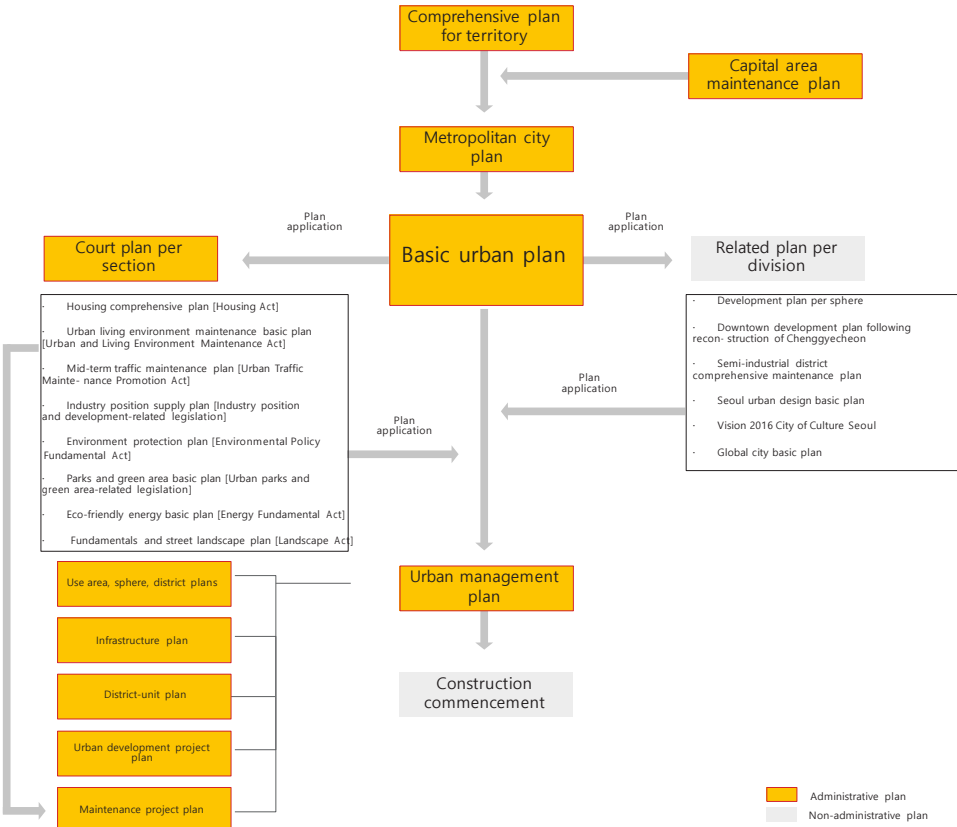 Comprehensive plan
for territory
Capital area
maintenance plan
Metropolitan city
plan
Plan
application
Plan
application
Court plan per
section
Basic urban plan
Related plan per
division
· Housing comprehensive plan [Housing Act]
· Urban living environment maintenance basic plan
[Urban and Living Environment Maintenance Act]
· Mid-term traffic maintenance plan [Urban Traffic
Mainte- nance Promotion Act]
· Industry position supply plan [Industry position
and development-related legislation]
· Environment protection plan [Environmental Policy
Fundamental Act]
· Parks and green area basic plan [Urban parks and
green area-related legislation]
· Eco-friendly energy basic plan [Energy Fundamental Act]
· Fundamentals and street landscape plan [Landscape Act]
Plan
application
Plan
application
· Development plan per sphere
· Downtown development plan following
recon- struction of Chenggyecheon
· Semi-industrial district
comprehensive maintenance plan
· Seoul urban design basic plan
· Vision 2016 City of Culture Seoul
· Global city basic plan
Use area, sphere, district plans
Infrastructure plan
District-unit plan
Urban development project
plan
Maintenance project plan
Urban management
plan
Construction
commencement
Administrative plan
Non-administrative plan